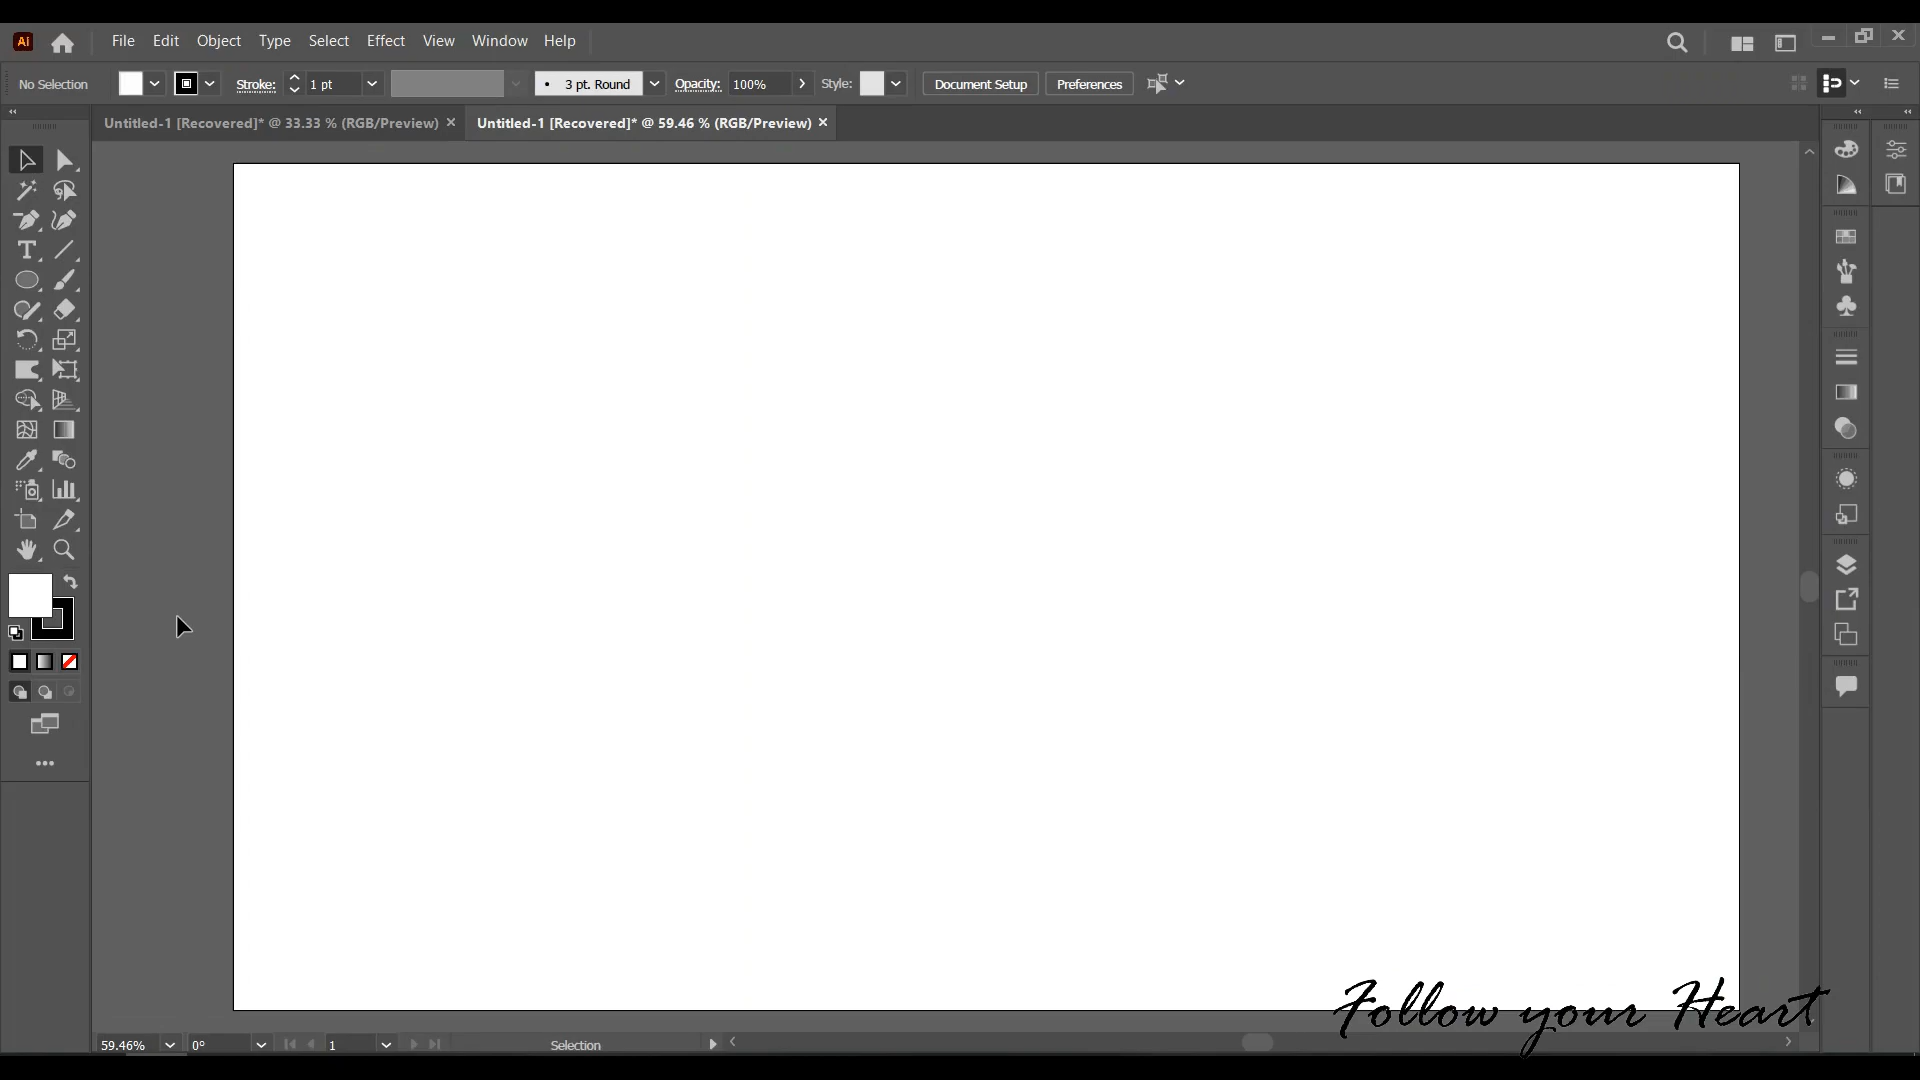 Ai File Edit Object Type Select Effect View Window Help
No Selection Stroke: 1 pt 3 pt. Round Opacity: 100% Style: Document Setup Preferences
Untitled-1 [Recovered]* @ 33.33 % (RGB/Preview) Untitled-1 [Recovered]* @ 59.46 % (RGB/Preview)
Follow your Heart
59.46% 0° 1 Selection